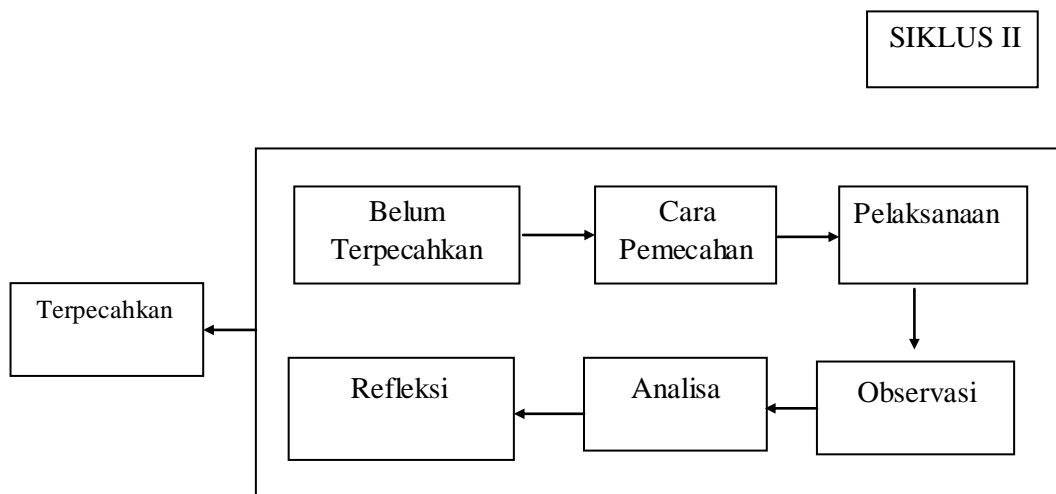 SIKLUS II
Belum
Terpecahkan
Cara
Pemecahan
Pelaksanaan
Terpecahkan
Refleksi
Analisa
Observasi